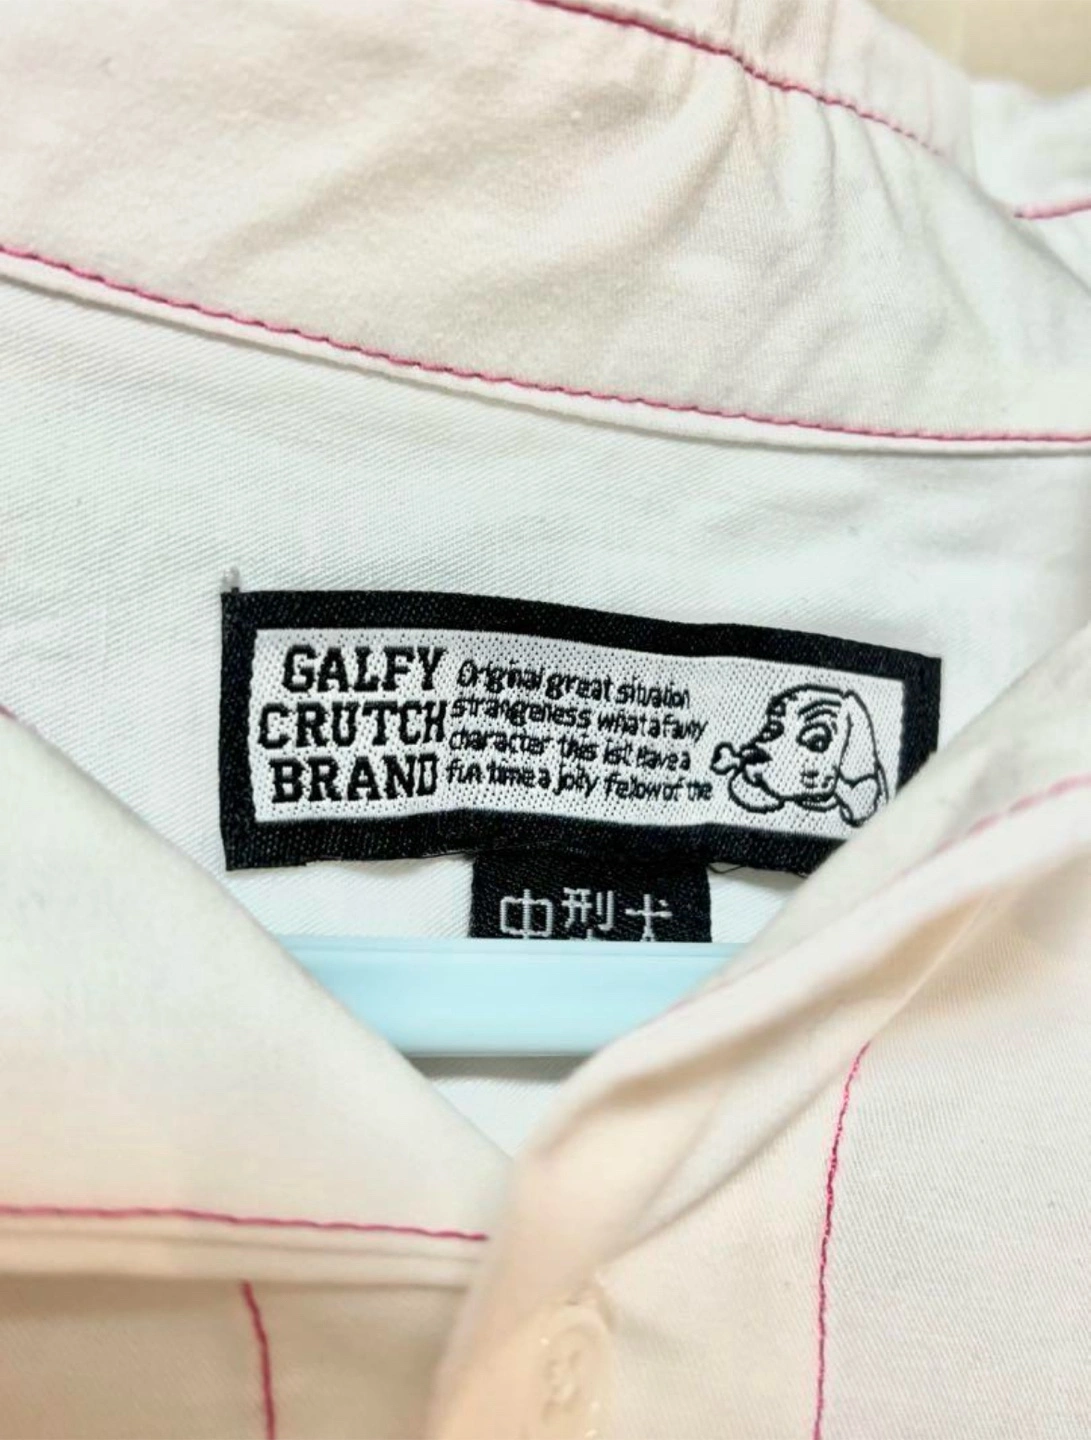 GALFY
CRUTCH
BRAND
Original great situation
strangeness what a fawy
character this is! Have a
fun time a jolly fellow of the
中型犬